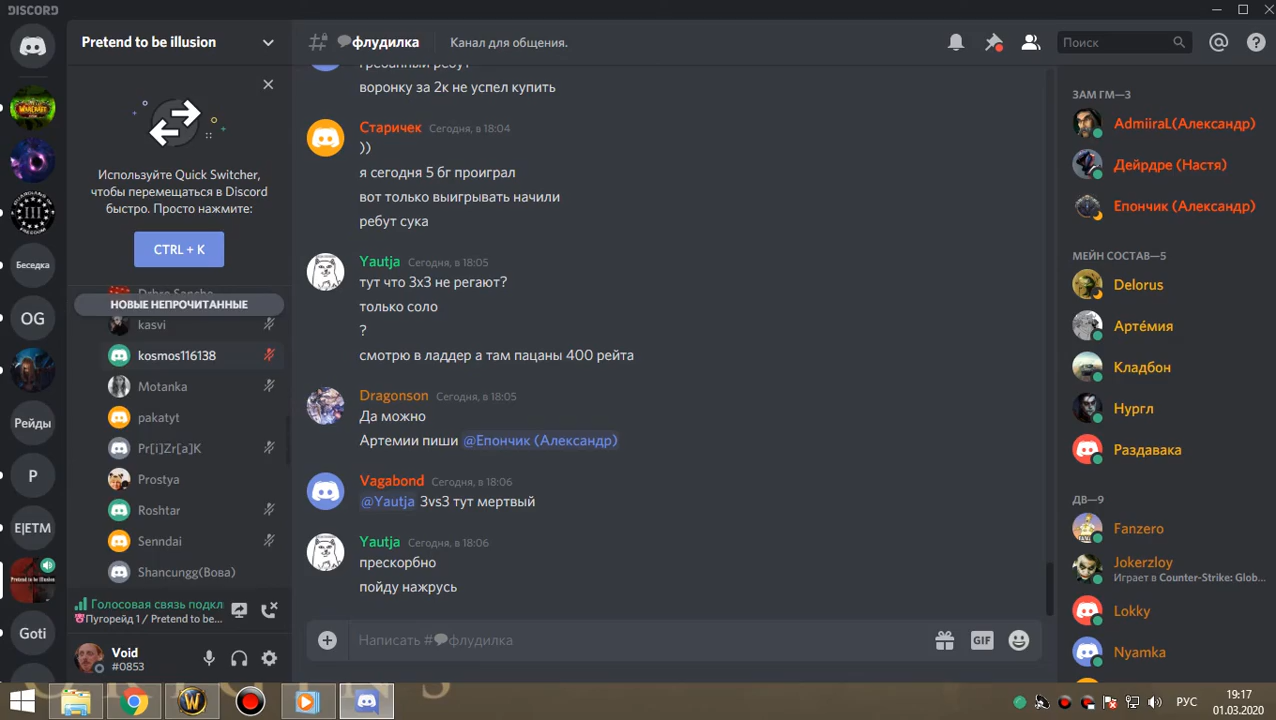 DISCORD
Pretend to be illusion
флудилка
Канал для общения.
Поиск
Используйте Quick Switcher,
чтобы перемещаться в Discord
быстро. Просто нажмите:
CTRL + K
НОВЫЕ НЕПРОЧИТАННЫЕ
kasvi
kosmos116138
Motanka
pakatyt
Pr[i]Zr[a]K
Prostya
Roshtar
Senndai
Shancungg(Вова)
Голосовая связь подкл
Пугорейд 1 / Pretend to be...
Void
#0853
Беседка
OG
Рейды
P
E|ETM
Goti
гребанный ребут
воронку за 2к не успел купить
Старичек Сегодня, в 18:04
))
я сегодня 5 бг проиграл
вот только выигрывать начили
ребут сука
Yautja Сегодня, в 18:05
тут что 3х3 не регают?
только соло
?
смотрю в ладдер а там пацаны 400 рейта
Dragonson Сегодня, в 18:05
Да можно
Артемии пиши @Епончик (Александр)
Vagabond Сегодня, в 18:06
@Yautja 3vs3 тут мертвый
Yautja Сегодня, в 18:06
прескорбно
пойду нажрусь
Написать #флудилка
GIF
ЗАМ ГМ—3
AdmiiraL(Александр)
Дейрдре (Настя)
Епончик (Александр)
МЕЙН СОСТАВ—5
Delorus
Артéмия
Кладбон
Нургл
Раздавака
ДВ—9
Fanzero
Jokerzloy
Играет в Counter-Strike: Glob...
Lokky
Nyamka
РУС
19:17
01.03.2020